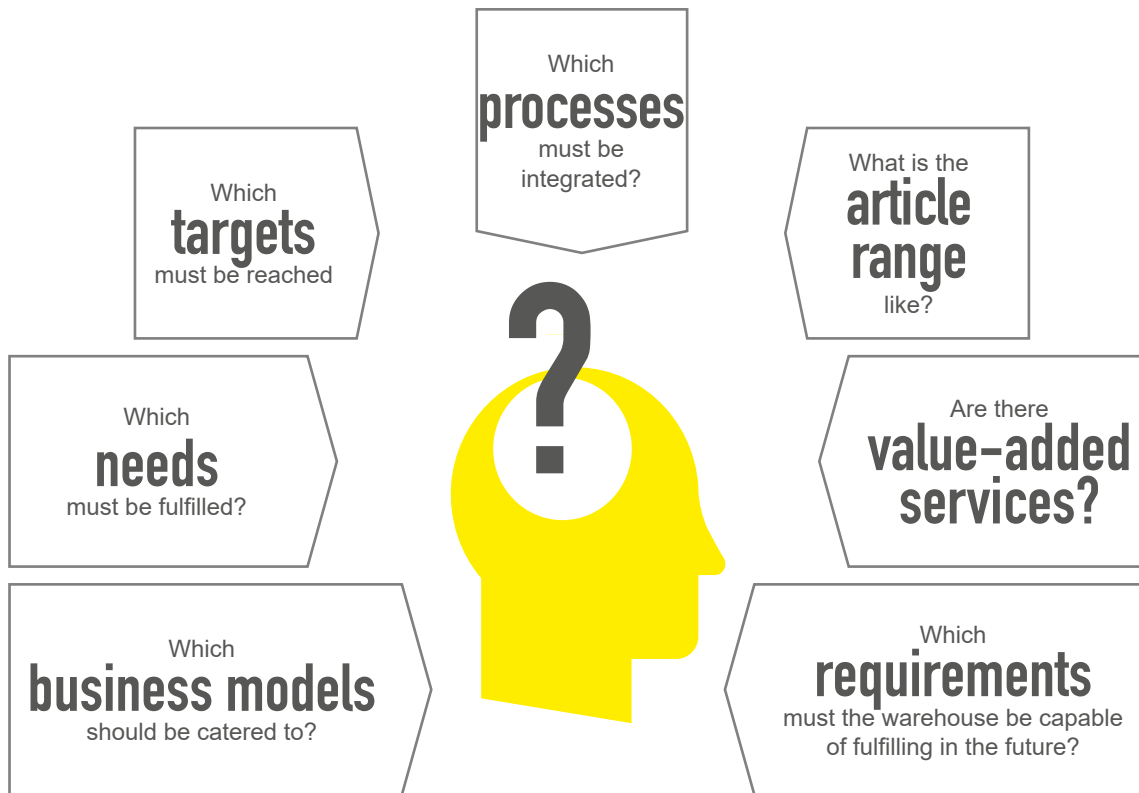 Which
processes
must be
integrated?
Which
targets
must be reached
What is the
article
range
like?
Which
needs
must be fulfilled?
Are there
value-added
services?
Which
business models
should be catered to?
Which
requirements
must the warehouse be capable
of fulfilling in the future?
?